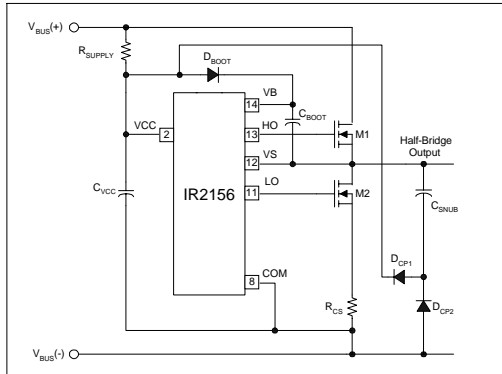 VBUS(+)
RSUPPLY
DBOOT
VB
14
CBOOT
VCC
2
HO
13
M1
Half-Bridge
Output
VS
12
IR2156
LO
11
M2
CVCC
CSNUB
DCP1
COM
8
RCS
DCP2
VBUS(-)